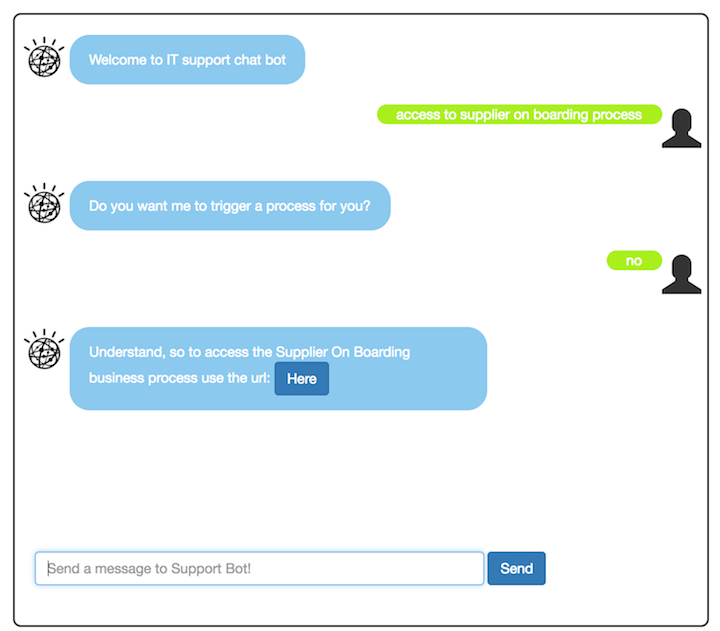 Welcome to IT support chat bot
access to supplier on boarding process
Do you want me to trigger a process for you?
no
Understand, so to access the Supplier On Boarding
business process use the url: Here
Send a message to Support Bot! Send